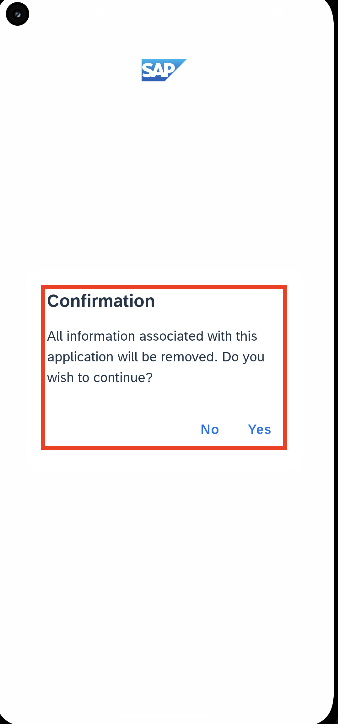 SAP
Confirmation
All information associated with this
application will be removed. Do you
wish to continue?
No Yes